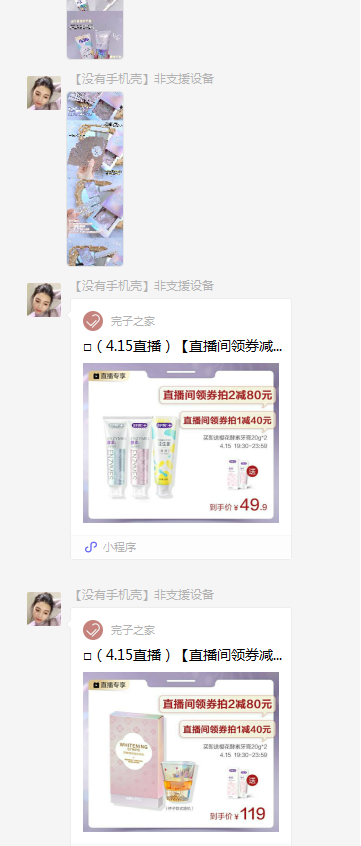 【没有手机壳】非支援设备
【没有手机壳】非支援设备
完子之家
□（4.15直播）【直播间领券减...
直播专享
直播间领券拍2减80元
直播间领券拍1减40元
4.15 19:30-23:59
送
到手价￥49.9
小程序
【没有手机壳】非支援设备
完子之家
□（4.15直播）【直播间领券减...
直播专享
直播间领券拍2减80元
直播间领券拍1减40元
4.15 19:30-23:59
WHITENING
送
到手价￥119